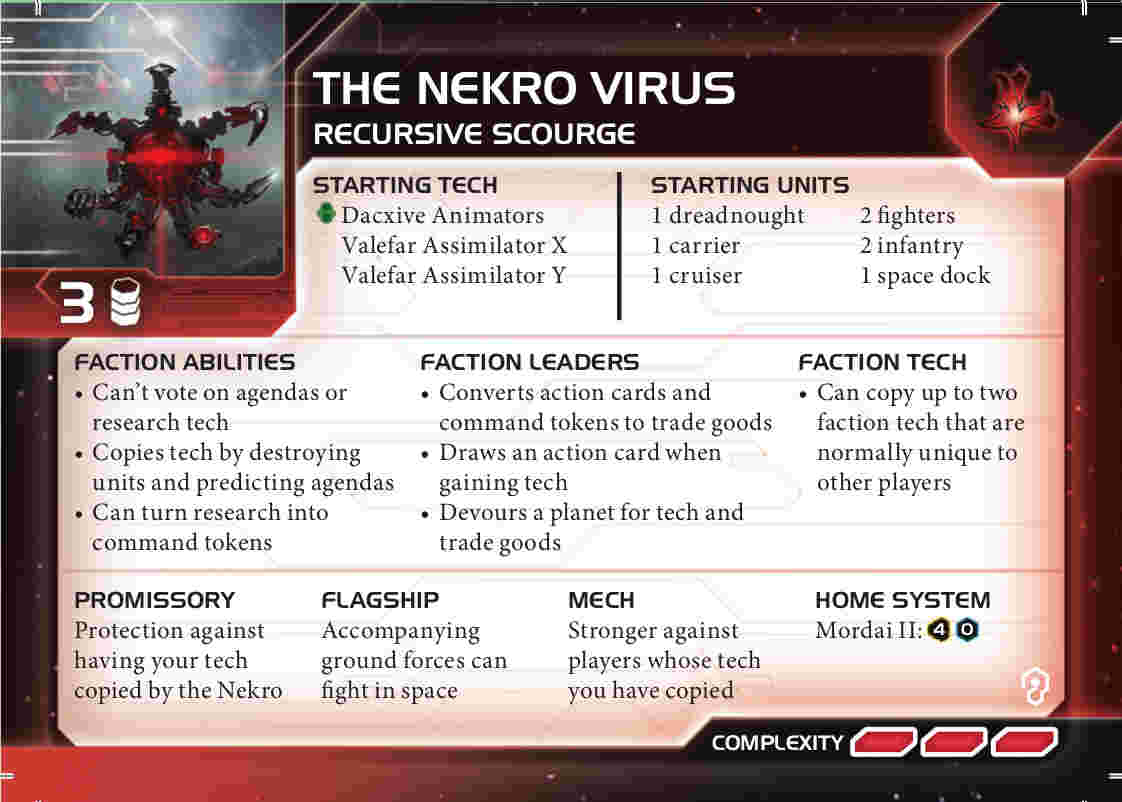 THE NEKRO VIRUS
RECURSIVE SCOURGE
3
STARTING TECH
Dacxive Animators
Valefar Assimilator X
Valefar Assimilator Y
STARTING UNITS
1 dreadnought
1 carrier
1 cruiser
2 fighters
2 infantry
1 space dock
FACTION ABILITIES
• Can’t vote on agendas or
research tech
• Copies tech by destroying
units and predicting agendas
• Can turn research into
command tokens
FACTION LEADERS
• Converts action cards and
command tokens to trade goods
• Draws an action card when
gaining tech
• Devours a planet for tech and
trade goods
FACTION TECH
• Can copy up to two
faction tech that are
normally unique to
other players
PROMISSORY
Protection against
having your tech
copied by the Nekro
FLAGSHIP
Accompanying
ground forces can
fight in space
MECH
Stronger against
players whose tech
you have copied
HOME SYSTEM
Mordai II: 4 0
COMPLEXITY